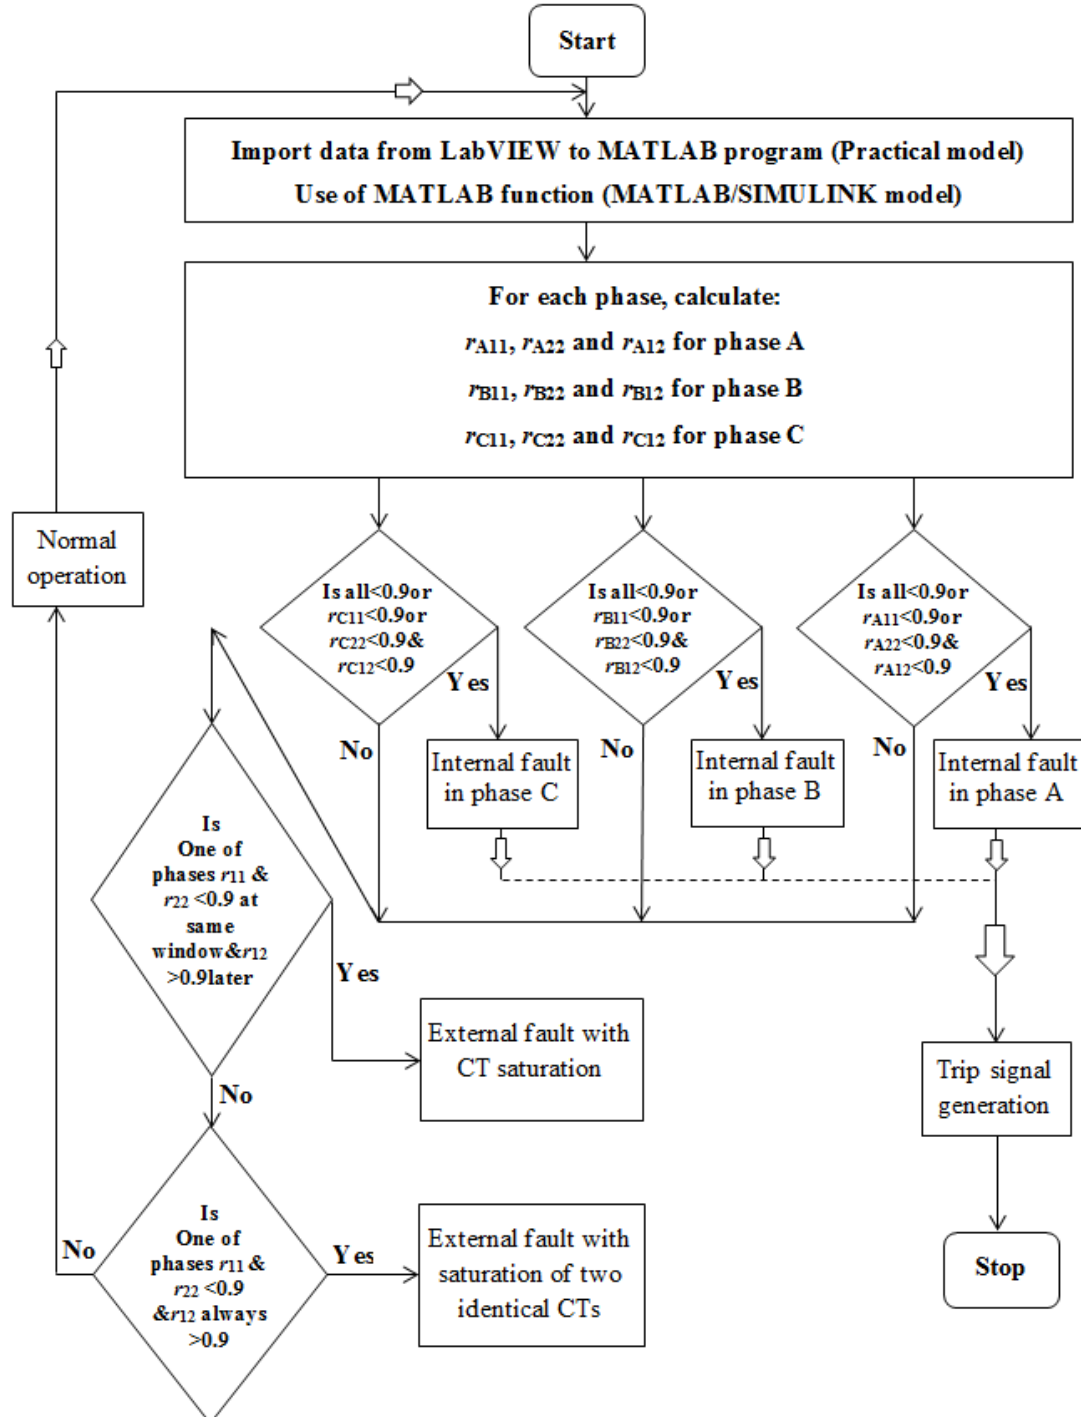 Start
Import data from LabVIEW to MATLAB program (Practical model)
Use of MATLAB function (MATLAB/SIMULINK model)
For each phase, calculate:
rA11, rA22 and rA12 for phase A
rB11, rB22 and rB12 for phase B
rC11, rC22 and rC12 for phase C
Normal
operation
Is all<0.9or
rC11<0.9or
rC22<0.9&
rC12<0.9
Yes
No
Is all<0.9or
rB11<0.9or
rB22<0.9&
rB12<0.9
Yes
No
Is all<0.9or
rA11<0.9or
rA22<0.9&
rA12<0.9
Yes
No
Internal fault
in phase C
Internal fault
in phase B
Internal fault
in phase A
Is
One of
phases r11 &
r22 <0.9 at
same
window&r12
>0.9later
Yes
No
External fault with
CT saturation
Trip signal
generation
Is
One of
phases r11 &
r22 <0.9
&r12 always
>0.9
No
Yes
External fault with
saturation of two
identical CTs
Stop